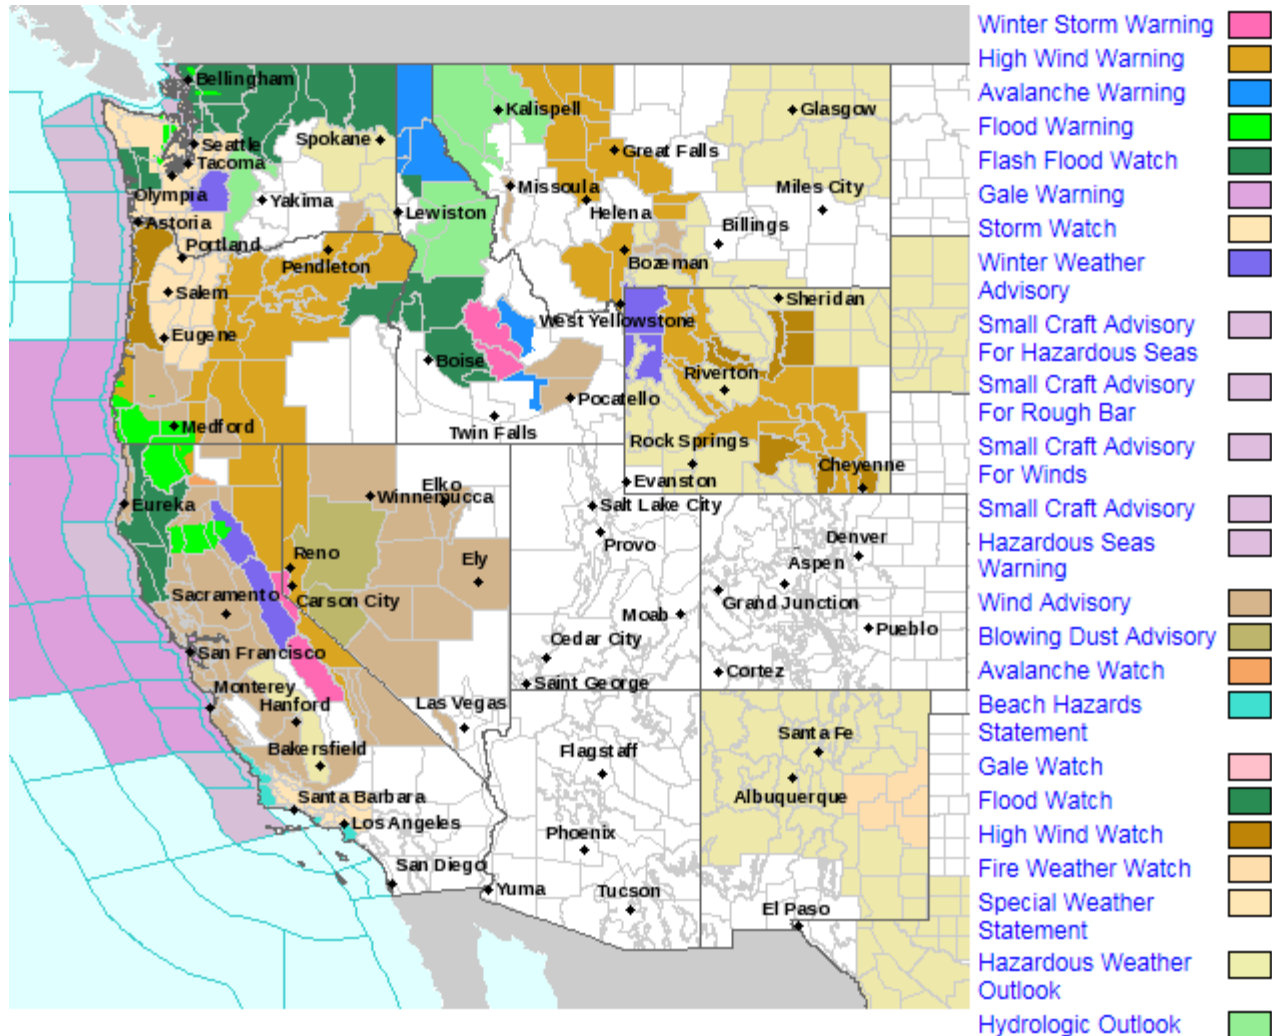 Bellingham
Seattle
Tacoma
Olympia
Spokane
Yakima
Astoria
Portland
Pendleton
Salem
Eugene
Medford
Lewiston
Kalispell
Missoula
Great Falls
Helena
Glasgow
Miles City
Billings
Bozeman
West Yellowstone
Sheridan
Riverton
Boise
Pocatello
Twin Falls
Rock Springs
Cheyenne
Evanston
Eureka
Elko
Winnemucca
Reno
Ely
Carson City
Sacramento
San Francisco
Monterey
Hanford
Bakersfield
Las Vegas
Santa Barbara
Los Angeles
San Diego
Salt Lake City
Provo
Moab
Cedar City
Saint George
Denver
Aspen
Grand Junction
Pueblo
Cortez
Flagstaff
Phoenix
Yuma
Tucson
Santa Fe
Albuquerque
El Paso
Winter Storm Warning
High Wind Warning
Avalanche Warning
Flood Warning
Flash Flood Watch
Gale Warning
Storm Watch
Winter Weather
Advisory
Small Craft Advisory
For Hazardous Seas
Small Craft Advisory
For Rough Bar
Small Craft Advisory
For Winds
Small Craft Advisory
Hazardous Seas
Warning
Wind Advisory
Blowing Dust Advisory
Avalanche Watch
Beach Hazards
Statement
Gale Watch
Flood Watch
High Wind Watch
Fire Weather Watch
Special Weather
Statement
Hazardous Weather
Outlook
Hydrologic Outlook